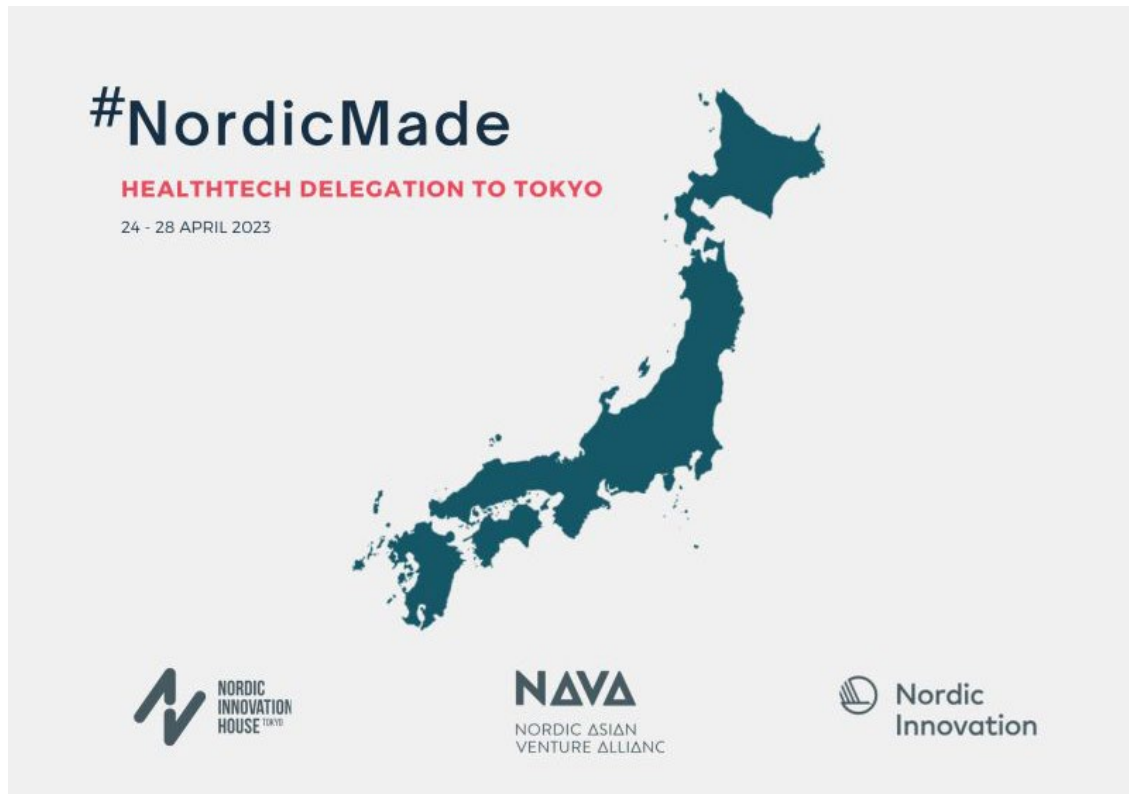 #NordicMade
HEALTHTECH DELEGATION TO TOKYO
24 - 28 APRIL 2023
NORDIC
INNOVATION
HOUSE TOKYO
NAVA
NORDIC ASIAN
VENTURE ALLIANC
Nordic
Innovation